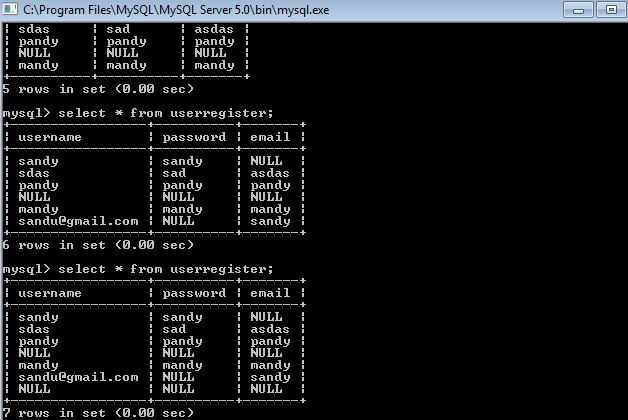 C:\Program Files\MySQL\MySQL Server 5.0\bin\mysql.exe
| sdas | sad | asdas |
| pandy | pandy | pandy |
| NULL | NULL | NULL |
| mandy | mandy | mandy |
+----------+----------+-------+
5 rows in set (0.00 sec)
mysql> select * from userregister;
+-----------------+----------+-------+
| username | password | email |
+-----------------+----------+-------+
| sandy | sandy | NULL |
| sdas | sad | asdas |
| pandy | pandy | pandy |
| NULL | NULL | NULL |
| mandy | mandy | mandy |
| sandu@gmail.com | NULL | sandy |
+-----------------+----------+-------+
6 rows in set (0.00 sec)
mysql> select * from userregister;
+-----------------+----------+-------+
| username | password | email |
+-----------------+----------+-------+
| sandy | sandy | NULL |
| sdas | sad | asdas |
| pandy | pandy | pandy |
| NULL | NULL | NULL |
| mandy | mandy | mandy |
| sandu@gmail.com | NULL | sandy |
| NULL | NULL | NULL |
+-----------------+----------+-------+
7 rows in set (0.00 sec)